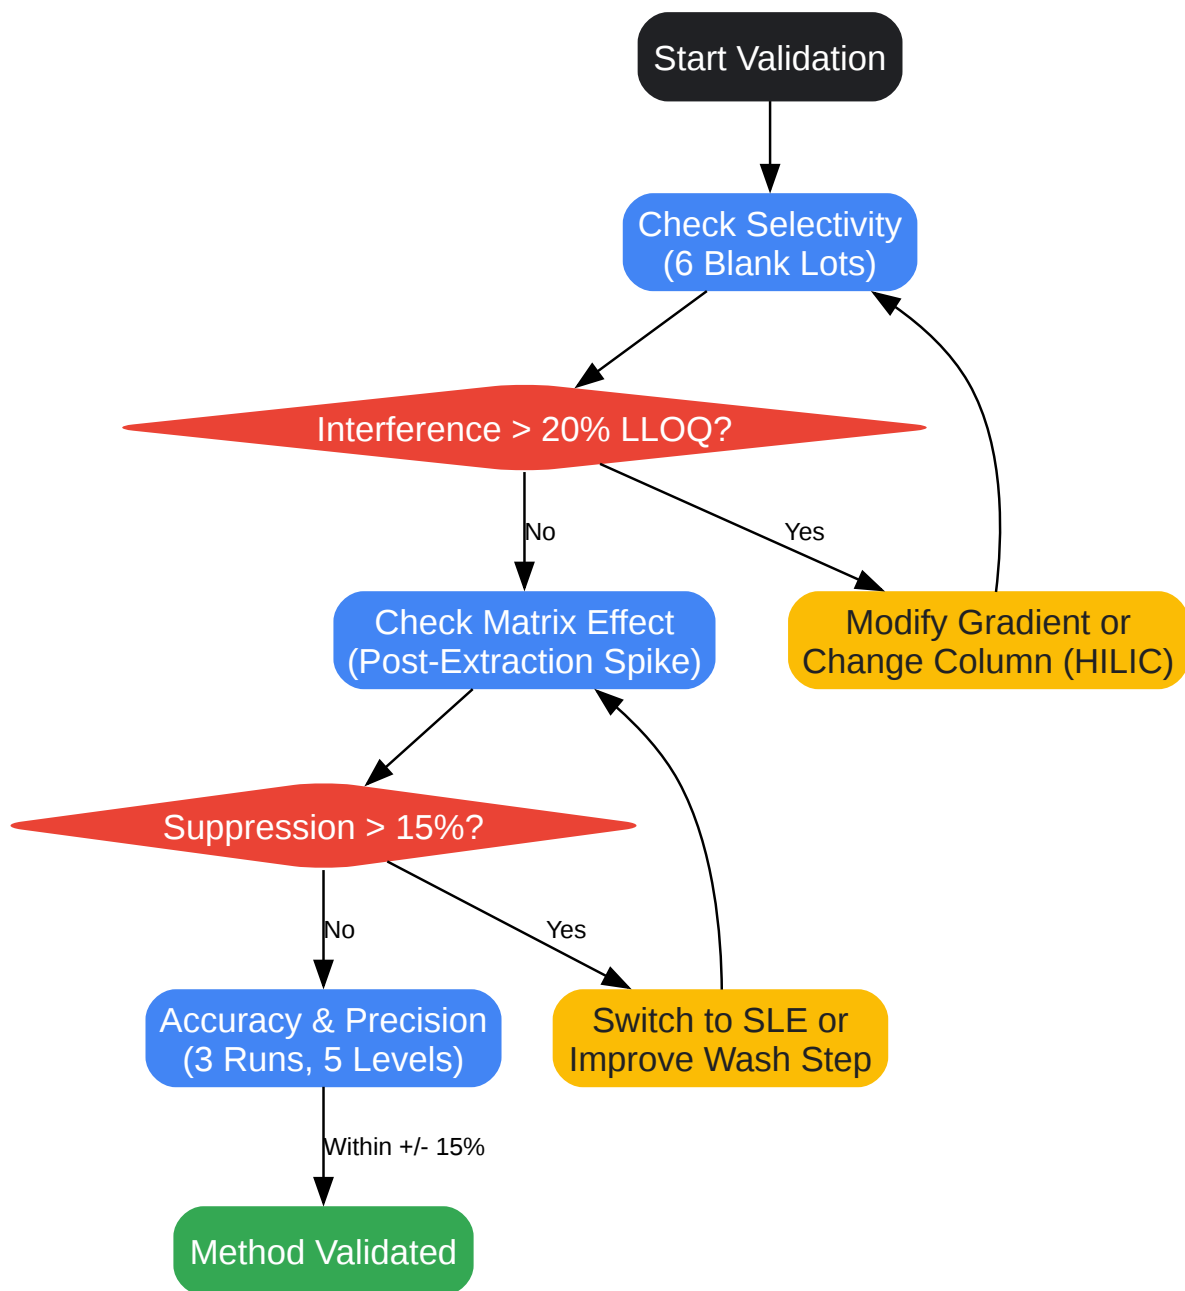 Start Validation
Check Selectivity
(6 Blank Lots)
Interference > 20% LLOQ?
No
Yes
Check Matrix Effect
(Post-Extraction Spike)
Modify Gradient or
Change Column (HILIC)
Suppression > 15%?
No
Yes
Accuracy & Precision
(3 Runs, 5 Levels)
Switch to SLE or
Improve Wash Step
Within +/- 15%
Method Validated